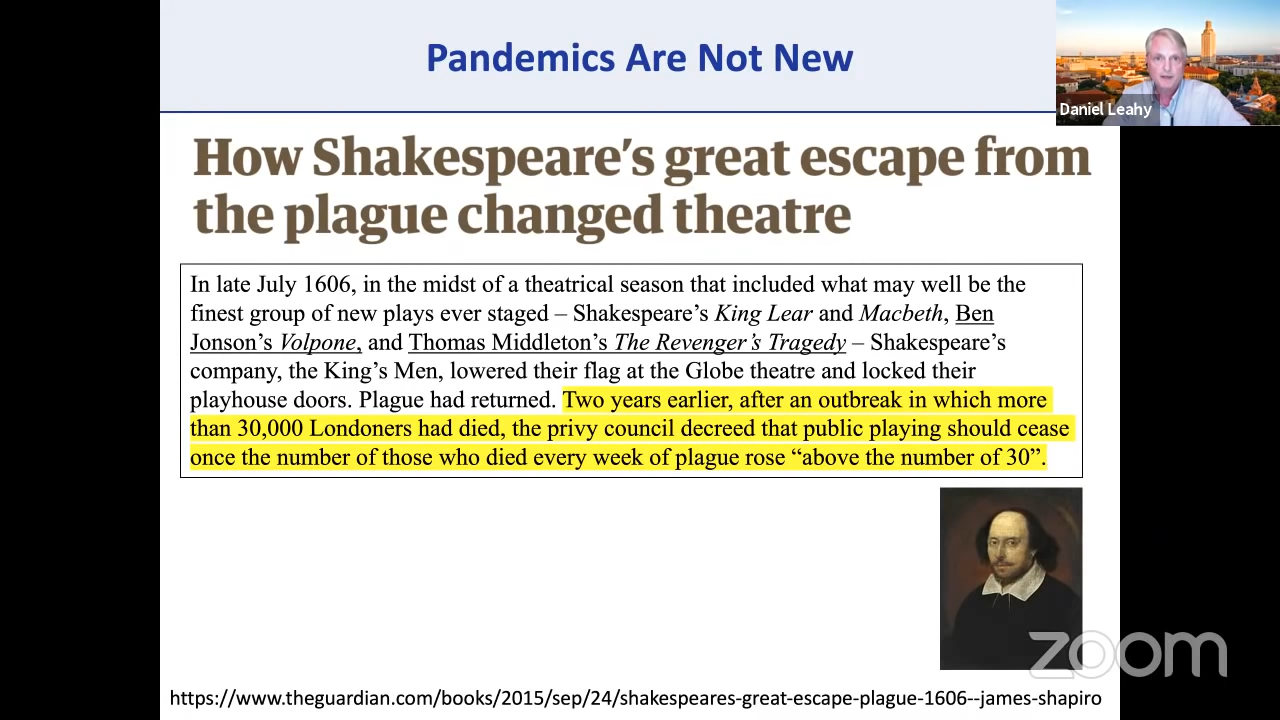 Pandemics Are Not New
Daniel Leahy
How Shakespeare’s great escape from
the plague changed theatre
In late July 1606, in the midst of a theatrical season that included what may well be the
finest group of new plays ever staged – Shakespeare’s King Lear and Macbeth, Ben
Jonson’s Volpone, and Thomas Middleton’s The Revenger’s Tragedy – Shakespeare’s
company, the King’s Men, lowered their flag at the Globe theatre and locked their
playhouse doors. Plague had returned. Two years earlier, after an outbreak in which more
than 30,000 Londoners had died, the privy council decreed that public playing should cease
once the number of those who died every week of plague rose “above the number of 30”.
zoom
https://www.theguardian.com/books/2015/sep/24/shakespeares-great-escape-plague-1606--james-shapiro